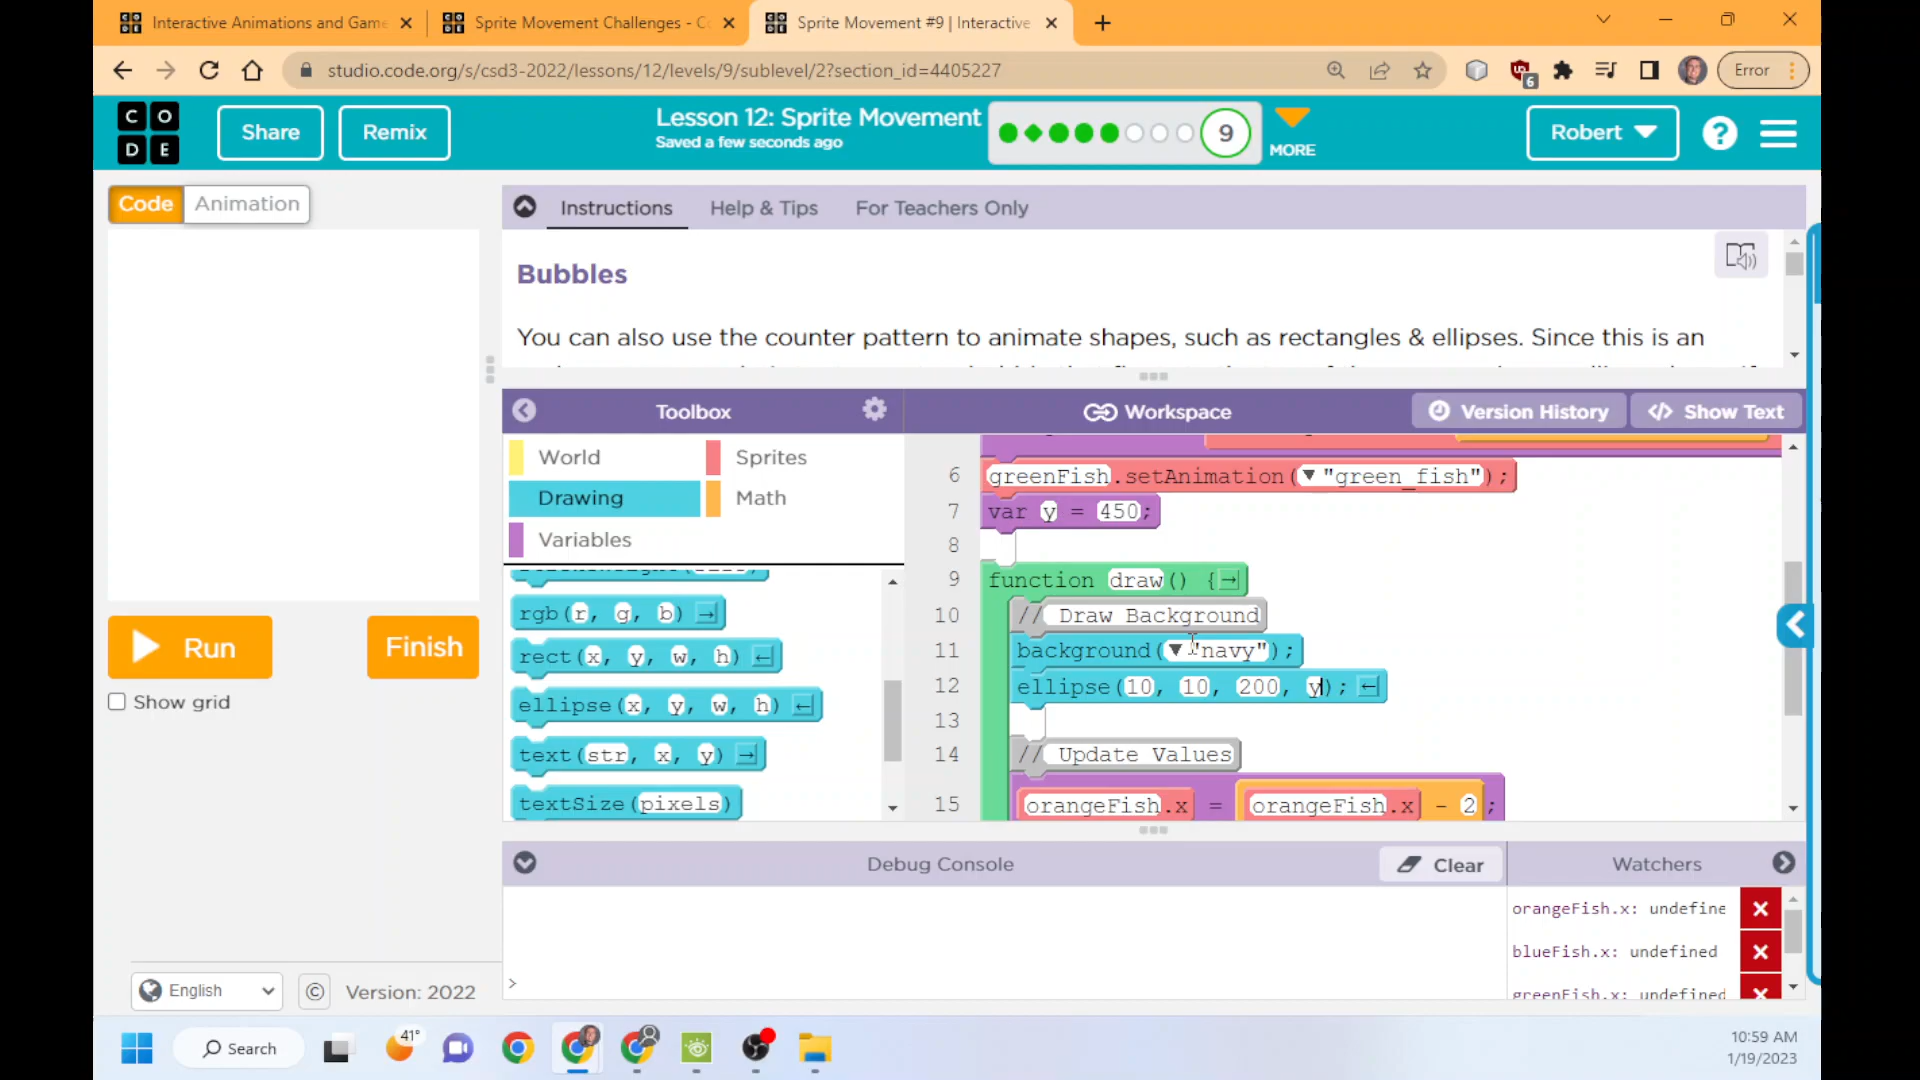 Interactive Animations and Game
Sprite Movement Challenges - Co
Sprite Movement #9 | Interactive
studio.code.org/s/csd3-2022/lessons/12/levels/9/sublevel/2?section_id=4405227
6
Error
C O
D E
Share
Remix
Lesson 12: Sprite Movement
Saved a few seconds ago
9
MORE
Robert
?
Code
Animation
Instructions
Help & Tips
For Teachers Only
Bubbles
You can also use the counter pattern to animate shapes, such as rectangles & ellipses. Since this is an
Toolbox
Workspace
Version History
</> Show Text
World
Sprites
Drawing
Math
Variables
rgb(r, g, b)
rect(x, y, w, h)
ellipse(x, y, w, h)
text(str, x, y)
textSize(pixels)
6 greenFish.setAnimation(▼"green_fish");
7 var y = 450;
8
9 function draw() {
10 // Draw Background
11 background(▼"navy");
12 ellipse(10, 10, 200, y);
13
14 // Update Values
15 orangeFish.x = orangeFish.x - 2;
Run
Finish
Show grid
Debug Console
Clear
Watchers
orangeFish.x: undefine
blueFish.x: undefined
greenFish.x: undefined
>
English
©
Version: 2022
Search
41°
10:59 AM
1/19/2023